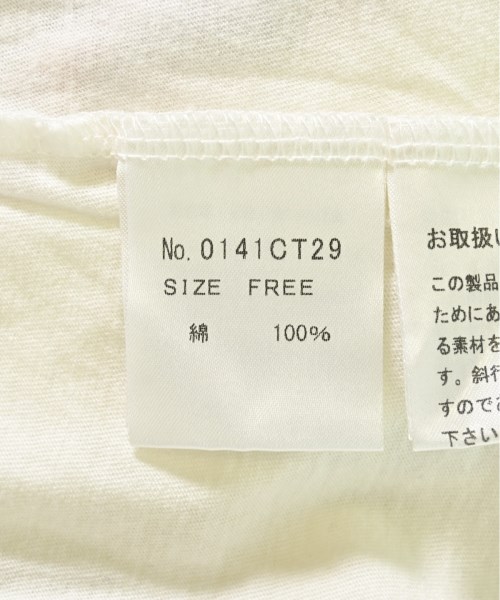 No. 0141CT29
SIZE FREE
綿 100%
お取扱い
この製品
ために
る素材を
す。斜行
すので
下さい